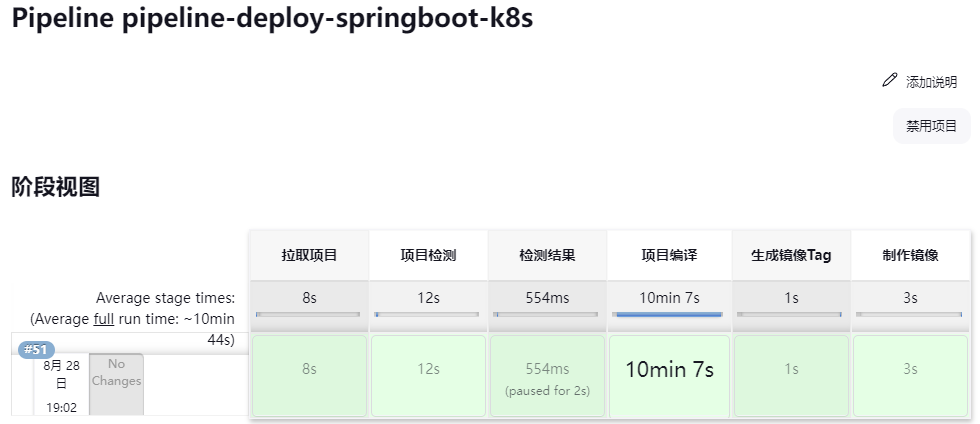 Pipeline pipeline-deploy-springboot-k8s
添加说明
禁用项目
阶段视图
拉取项目 项目检测 检测结果 项目编译 生成镜像Tag 制作镜像
Average stage times: 8s 12s 554ms 10min 7s 1s 3s
(Average full run time: ~10min
44s)
#51
8月 28
日
19:02
No
Changes
8s 12s 554ms 10min 7s 1s 3s
(paused for 2s)